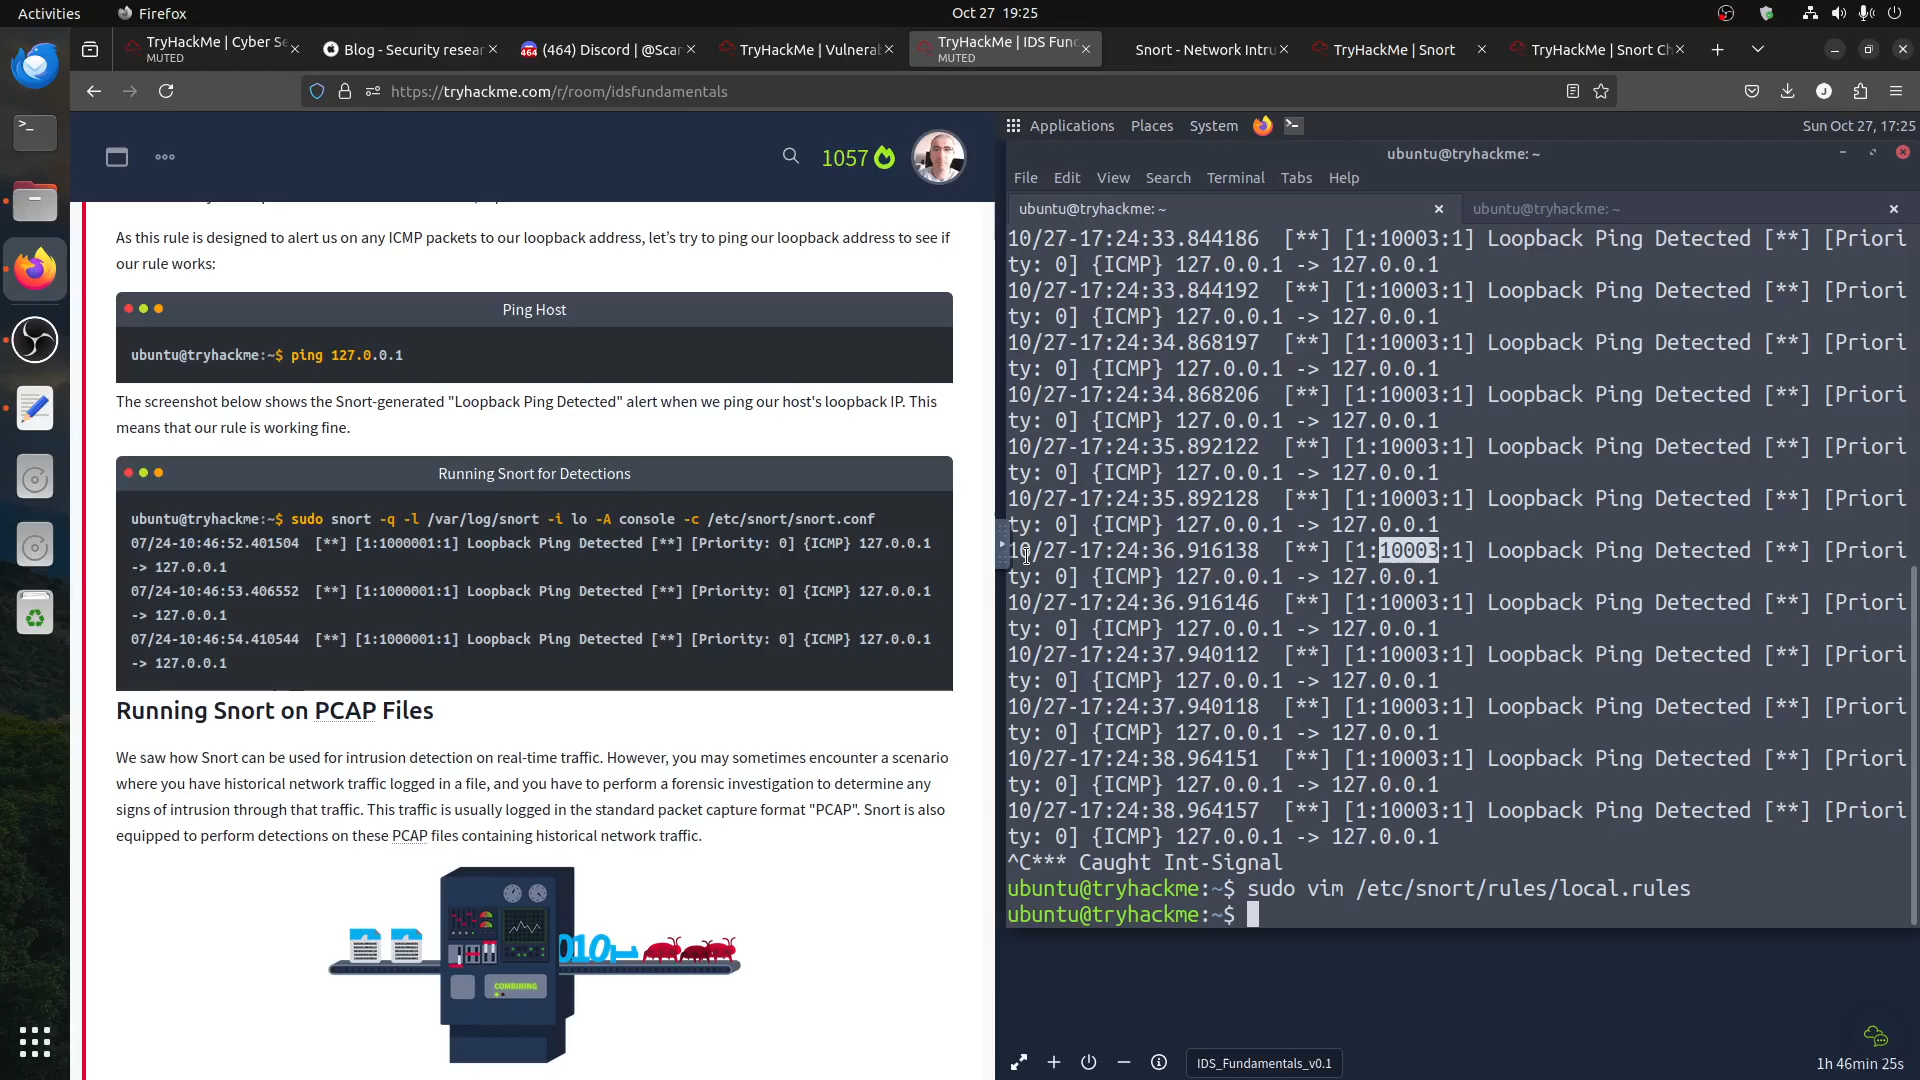 Activities
Firefox
Oct 27  19:25
TryHackMe | Cyber Se
MUTED
Blog - Security resear
(464) Discord | @Scar
TryHackMe | Vulneral
TryHackMe | IDS Func
MUTED
Snort - Network Intru
TryHackMe | Snort
TryHackMe | Snort Ch
https://tryhackme.com/r/room/idsfundamentals
1057
As this rule is designed to alert us on any ICMP packets to our loopback address, let’s try to ping our loopback address to see if
our rule works:
Ping Host
ubuntu@tryhackme:~$ ping 127.0.0.1
The screenshot below shows the Snort-generated "Loopback Ping Detected" alert when we ping our host's loopback IP. This
means that our rule is working fine.
Running Snort for Detections
ubuntu@tryhackme:~$ sudo snort -q -l /var/log/snort -i lo -A console -c /etc/snort/snort.conf
07/24-10:46:52.401504  [**] [1:1000001:1] Loopback Ping Detected [**] [Priority: 0] {ICMP} 127.0.0.1
-> 127.0.0.1
07/24-10:46:53.406552  [**] [1:1000001:1] Loopback Ping Detected [**] [Priority: 0] {ICMP} 127.0.0.1
-> 127.0.0.1
07/24-10:46:54.410544  [**] [1:1000001:1] Loopback Ping Detected [**] [Priority: 0] {ICMP} 127.0.0.1
-> 127.0.0.1
Running Snort on PCAP Files
We saw how Snort can be used for intrusion detection on real-time traffic. However, you may sometimes encounter a scenario
where you have historical network traffic logged in a file, and you have to perform a forensic investigation to determine any
signs of intrusion through that traffic. This traffic is usually logged in the standard packet capture format "PCAP". Snort is also
equipped to perform detections on these PCAP files containing historical network traffic.
COMBINING
Applications  Places  System
Sun Oct 27, 17:25
ubuntu@tryhackme: ~
File  Edit  View  Search  Terminal  Tabs  Help
ubuntu@tryhackme: ~
ubuntu@tryhackme: ~
10/27-17:24:33.844186  [**] [1:10003:1] Loopback Ping Detected [**] [Priori
ty: 0] {ICMP} 127.0.0.1 -> 127.0.0.1
10/27-17:24:33.844192  [**] [1:10003:1] Loopback Ping Detected [**] [Priori
ty: 0] {ICMP} 127.0.0.1 -> 127.0.0.1
10/27-17:24:34.868197  [**] [1:10003:1] Loopback Ping Detected [**] [Priori
ty: 0] {ICMP} 127.0.0.1 -> 127.0.0.1
10/27-17:24:34.868206  [**] [1:10003:1] Loopback Ping Detected [**] [Priori
ty: 0] {ICMP} 127.0.0.1 -> 127.0.0.1
10/27-17:24:35.892122  [**] [1:10003:1] Loopback Ping Detected [**] [Priori
ty: 0] {ICMP} 127.0.0.1 -> 127.0.0.1
10/27-17:24:35.892128  [**] [1:10003:1] Loopback Ping Detected [**] [Priori
ty: 0] {ICMP} 127.0.0.1 -> 127.0.0.1
10/27-17:24:36.916138  [**] [1:10003:1] Loopback Ping Detected [**] [Priori
ty: 0] {ICMP} 127.0.0.1 -> 127.0.0.1
10/27-17:24:36.916146  [**] [1:10003:1] Loopback Ping Detected [**] [Priori
ty: 0] {ICMP} 127.0.0.1 -> 127.0.0.1
10/27-17:24:37.940112  [**] [1:10003:1] Loopback Ping Detected [**] [Priori
ty: 0] {ICMP} 127.0.0.1 -> 127.0.0.1
10/27-17:24:37.940118  [**] [1:10003:1] Loopback Ping Detected [**] [Priori
ty: 0] {ICMP} 127.0.0.1 -> 127.0.0.1
10/27-17:24:38.964151  [**] [1:10003:1] Loopback Ping Detected [**] [Priori
ty: 0] {ICMP} 127.0.0.1 -> 127.0.0.1
10/27-17:24:38.964157  [**] [1:10003:1] Loopback Ping Detected [**] [Priori
ty: 0] {ICMP} 127.0.0.1 -> 127.0.0.1
^C*** Caught Int-Signal
ubuntu@tryhackme:~$ sudo vim /etc/snort/rules/local.rules
ubuntu@tryhackme:~$
IDS_Fundamentals_v0.1
1h 46min 25s